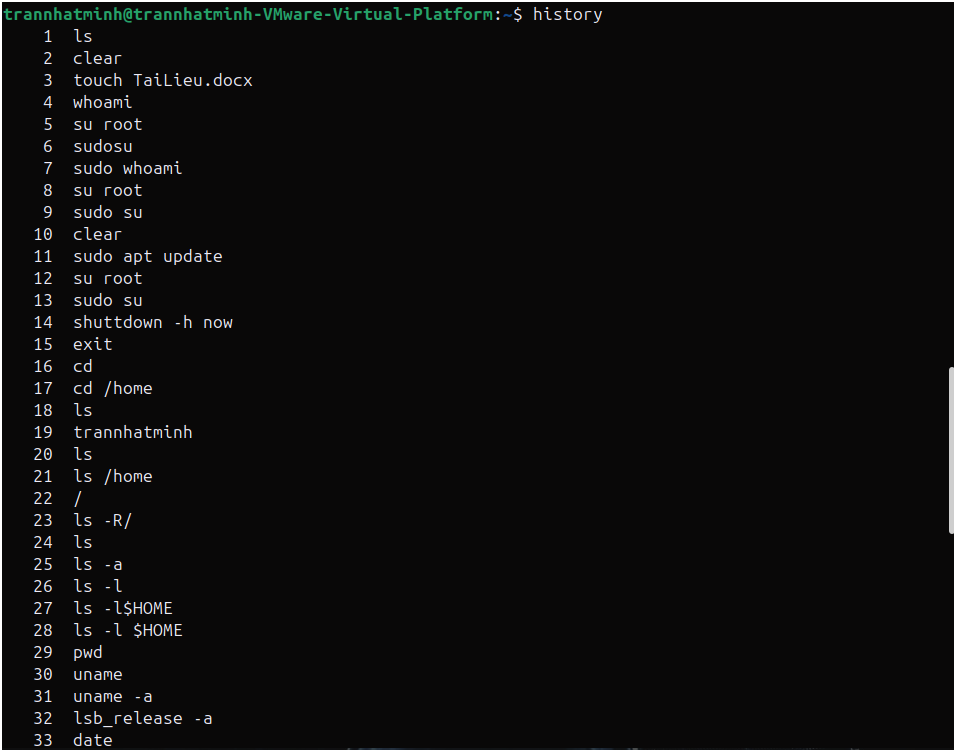 trannhatminh@trannhatminh-VMware-Virtual-Platform:~$ history
1 ls
2 clear
3 touch TaiLieu.docx
4 whoami
5 su root
6 sudosu
7 sudo whoami
8 su root
9 sudo su
10 clear
11 sudo apt update
12 su root
13 sudo su
14 shuttdown -h now
15 exit
16 cd
17 cd /home
18 ls
19 trannhatminh
20 ls
21 ls /home
22 /
23 ls -R/
24 ls
25 ls -a
26 ls -l
27 ls -l$HOME
28 ls -l $HOME
29 pwd
30 uname
31 uname -a
32 lsb_release -a
33 date